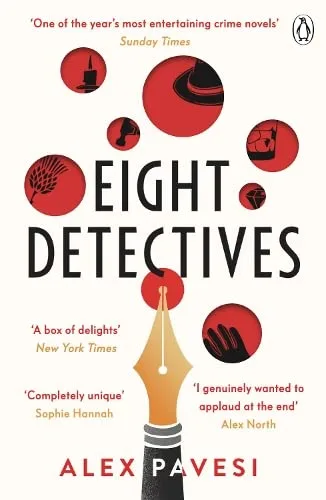 ‘One of the year’s most entertaining crime novels’
Sunday Times
EIGHT
DETECTIVES
‘A box of delights’
New York Times
‘Completely unique’
Sophie Hannah
‘I genuinely wanted to
applaud at the end’
Alex North
ALEX PAVESI